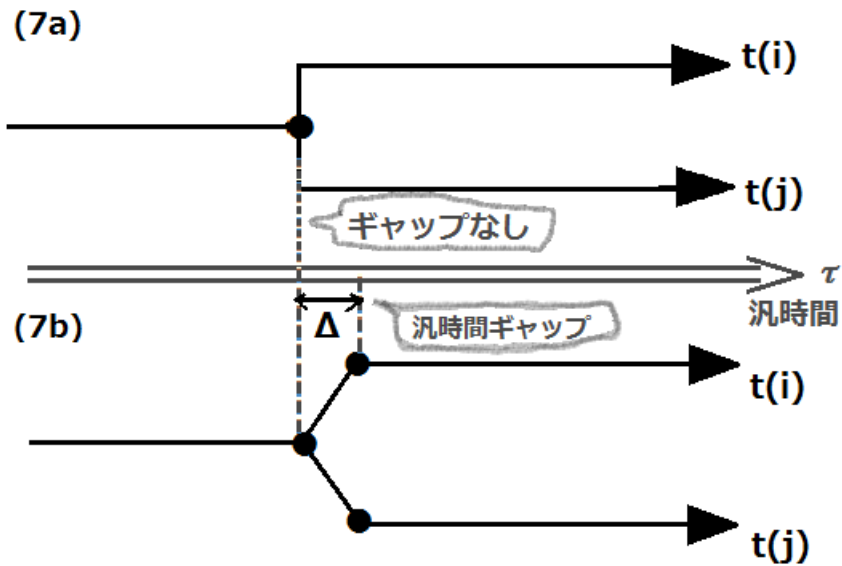 (7a)
t(i)
t(j)
ギャップなし
τ
汎時間
(7b)
Δ
汎時間ギャップ
t(i)
t(j)